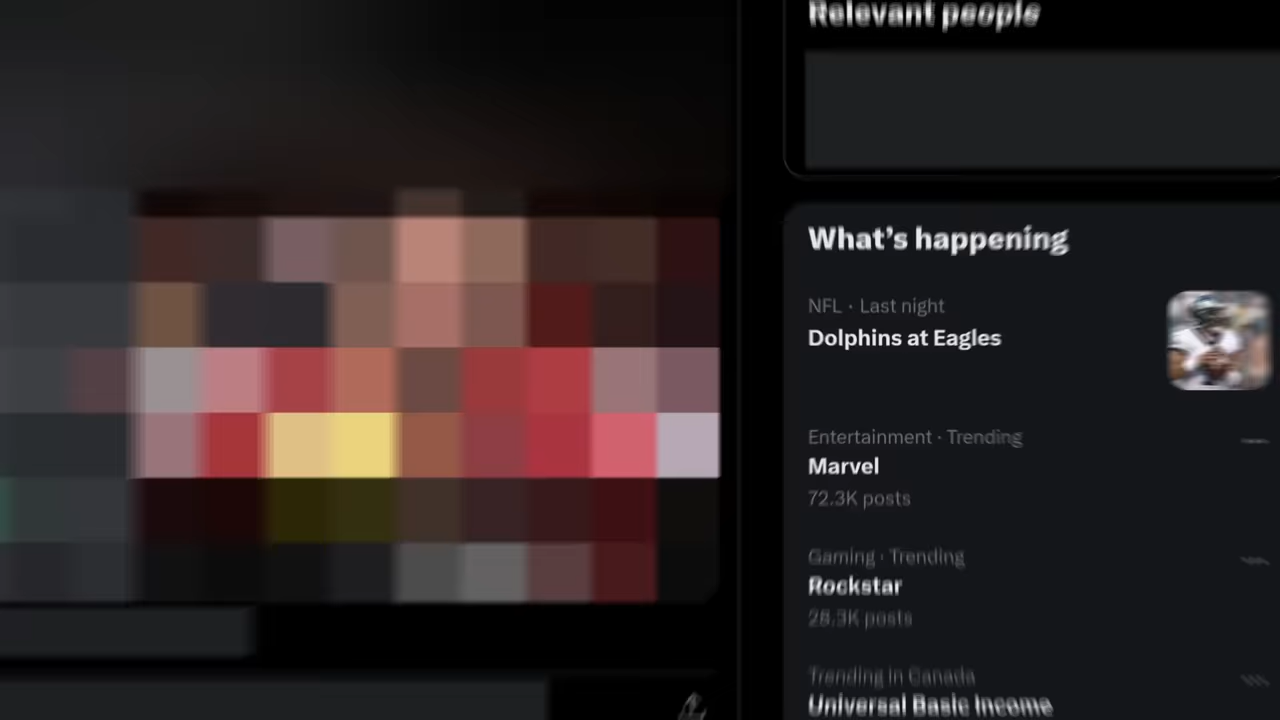 Relevant people
What's happening
NFL · Last night
Dolphins at Eagles
Entertainment · Trending
Marvel
72.3K posts
Gaming · Trending
Rockstar
28.3K posts
Trending in Canada
Universal Basic Income